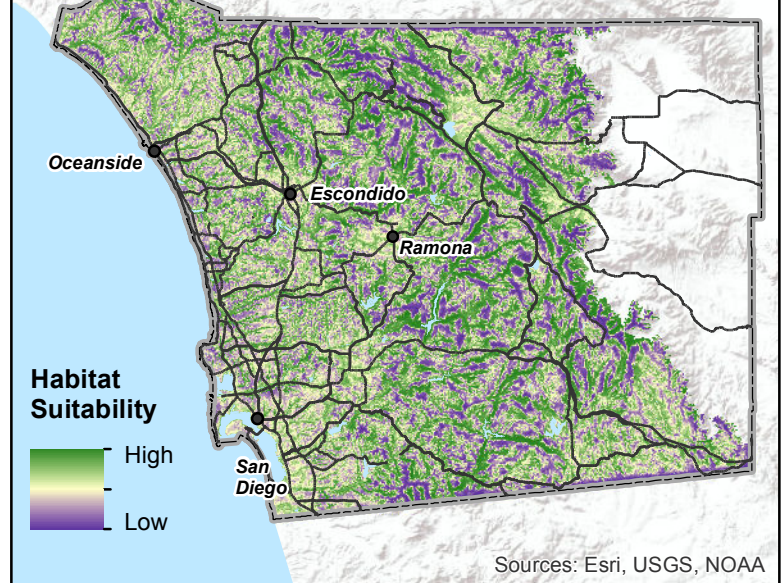 Oceanside
Escondido
Ramona
Habitat
Suitability
High
Low
San
Diego
Sources: Esri, USGS, NOAA